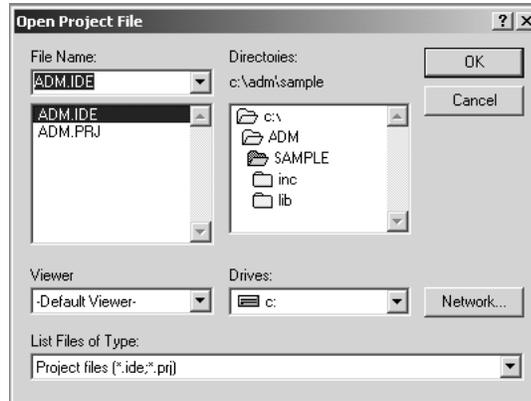 Open Project File
File Name:
ADM.IDE
ADM.IDE
ADM.PRJ
Directories:
c:\adm\sample
c:\
ADM
SAMPLE
inc
lib
OK
Cancel
Viewer
-Default Viewer-
Drives:
c:
Network...
List Files of Type:
Project files (*.ide;*.prj)